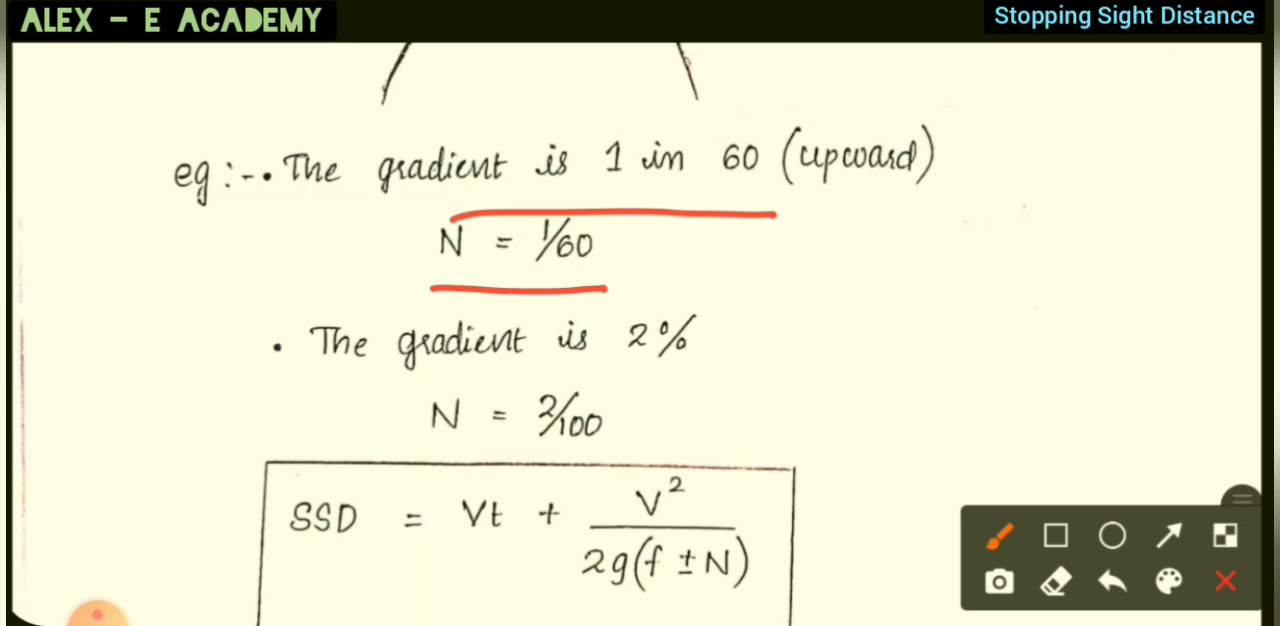 ALEX - E ACADEMY
Stopping Sight Distance
eg :- • The gradient is 1 in 60 (upward)
N = 1/60
• The gradient is 2%
N = 2/100
SSD = Vt + V² / 2g(f ± N)